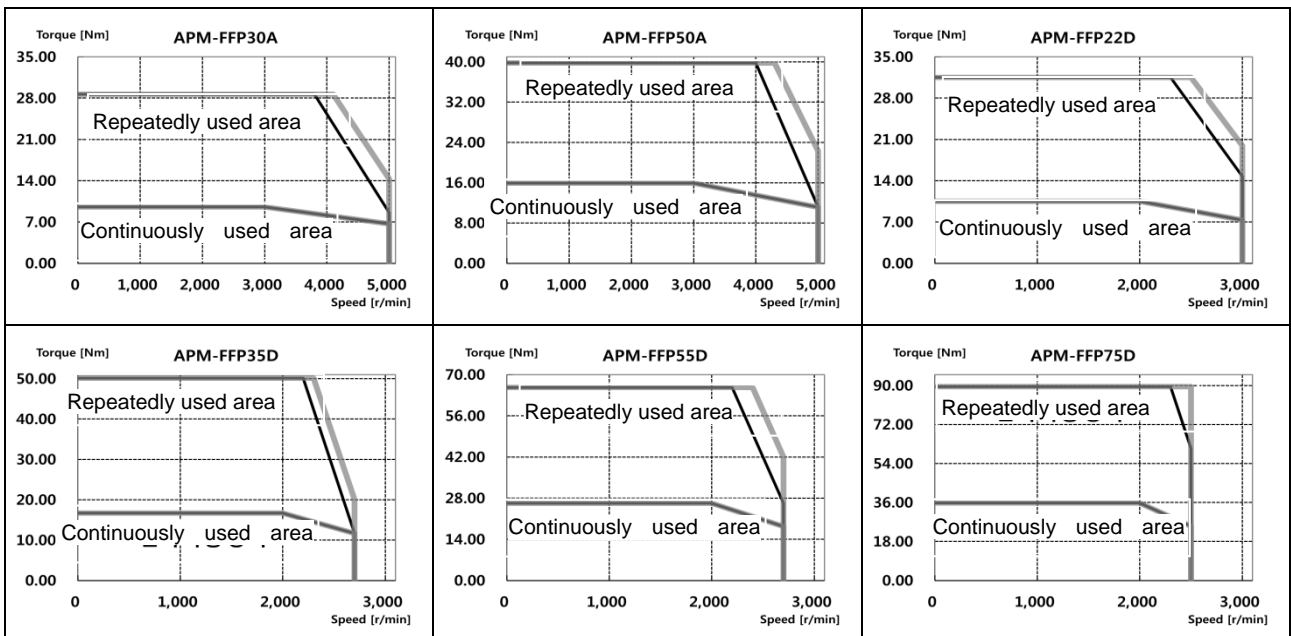 Torque [Nm] APM-FFP30A
35.00
28.00
Repeatedly used area
21.00
14.00
7.00
Continuously used area
0.00
0 1,000 2,000 3,000 4,000 5,000
Speed [r/min]
Torque [Nm] APM-FFP50A
40.00
Repeatedly used area
32.00
24.00
16.00
Continuously used area
8.00
0.00
0 1,000 2,000 3,000 4,000 5,000
Speed [r/min]
Torque [Nm] APM-FFP22D
35.00
28.00
Repeatedly used area
21.00
14.00
7.00
Continuously used area
0.00
0 1,000 2,000 3,000
Speed [r/min]
Torque [Nm] APM-FFP35D
50.00
Repeatedly used area
40.00
30.00
20.00
Continuously used area
10.00
0.00
0 1,000 2,000 3,000
Speed [r/min]
Torque [Nm] APM-FFP55D
70.00
56.00
Repeatedly used area
42.00
28.00
Continuously used area
14.00
0.00
0 1,000 2,000 3,000
Speed [r/min]
Torque [Nm] APM-FFP75D
90.00
Repeatedly used area
72.00
54.00
36.00
Continuously used area
18.00
0.00
0 1,000 2,000 3,000
Speed [r/min]